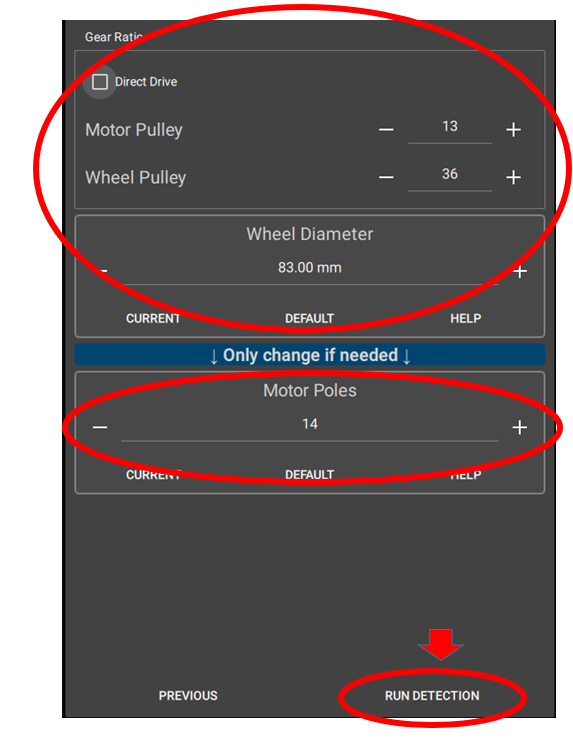 Gear Ratio
Direct Drive
Motor Pulley − 13 +
Wheel Pulley − 36 +
Wheel Diameter
− 83.00 mm +
CURRENT DEFAULT HELP
↓ Only change if needed ↓
Motor Poles
− 14 +
CURRENT DEFAULT HELP
PREVIOUS RUN DETECTION